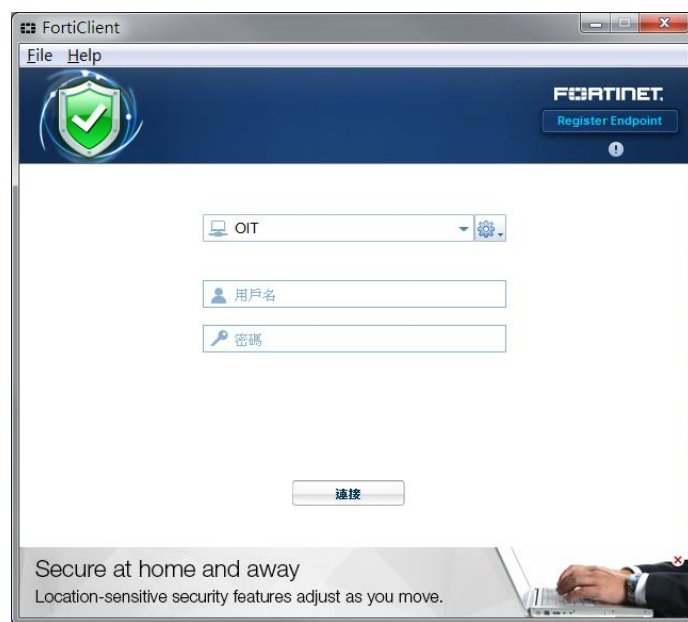 FortiClient
File Help
FORTINET.
Register Endpoint
OIT
用戶名
密碼
連接
Secure at home and away
Location-sensitive security features adjust as you move.